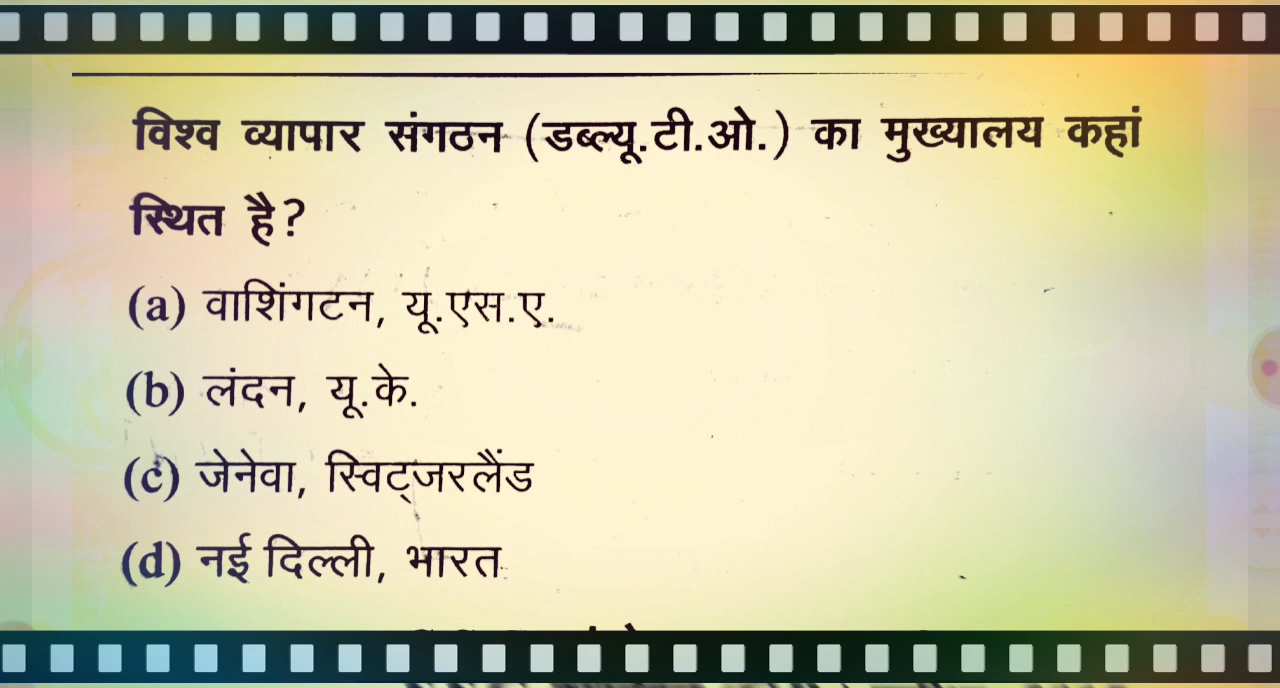 विश्व व्यापार संगठन (डब्ल्यू.टी.ओ.) का मुख्यालय कहां
स्थित है?
(a) वाशिंगटन, यू.एस.ए.
(b) लंदन, यू.के.
(c) जेनेवा, स्विट्जरलैंड
(d) नई दिल्ली, भारत